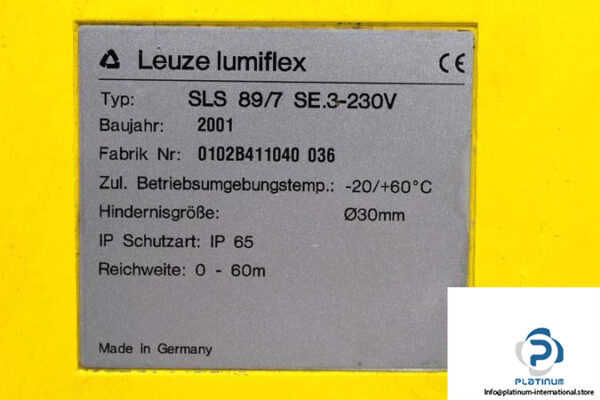 Leuze lumiflex CE
Typ: SLS 89/7 SE.3-230V
Baujahr: 2001
Fabrik Nr: 0102B411040 036
Zul. Betriebsumgebungstemp.: -20/+60°C
Hindernisgröße: Ø30mm
IP Schutzart: IP 65
Reichweite: 0 - 60m
Made in Germany
PLATINUM
https://platinum-international.store